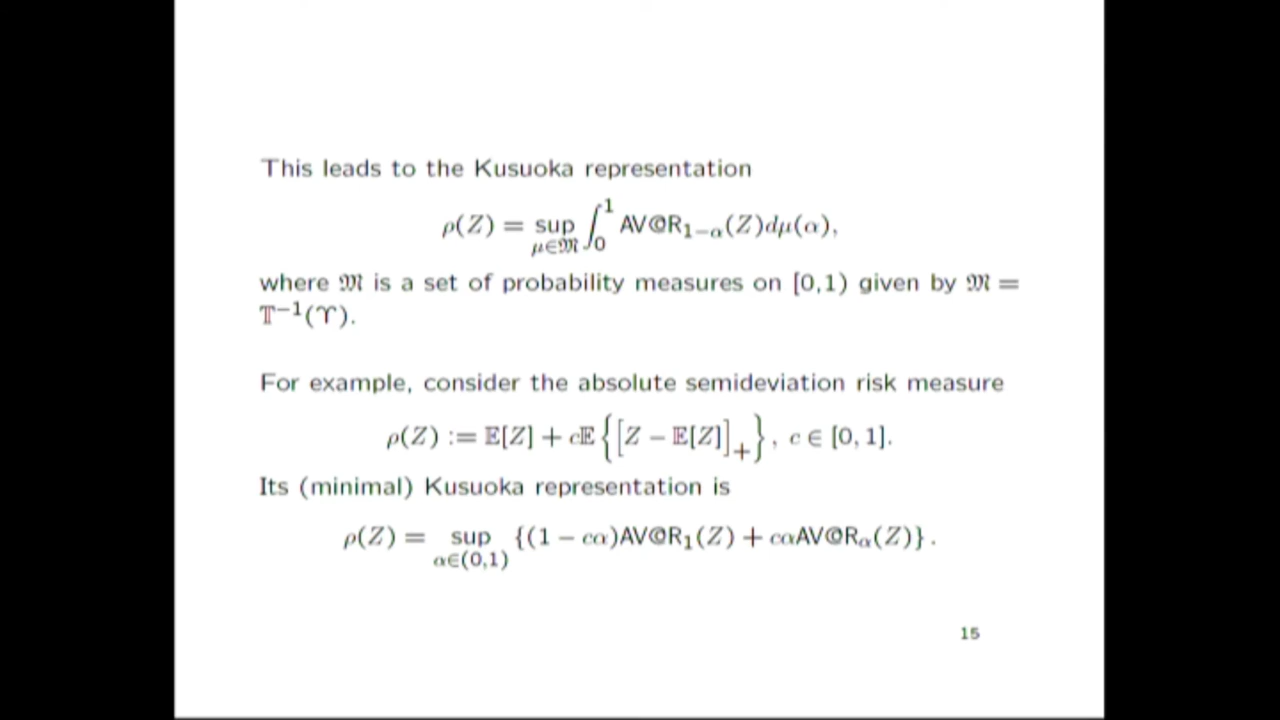 This leads to the Kusuoka representation
ρ(Z) = sup_{μ∈𝔐} ∫_0^1 AV@R_{1−α}(Z)dμ(α),
where 𝔐 is a set of probability measures on [0,1) given by 𝔐 =
𝕋^{−1}(ϒ).
For example, consider the absolute semideviation risk measure
ρ(Z) := 𝔼[Z] + c𝔼{[Z − 𝔼[Z]]_+}, c ∈ [0, 1].
Its (minimal) Kusuoka representation is
ρ(Z) = sup_{α∈(0,1)} {(1 − cα)AV@R_1(Z) + cαAV@R_α(Z)}.
15